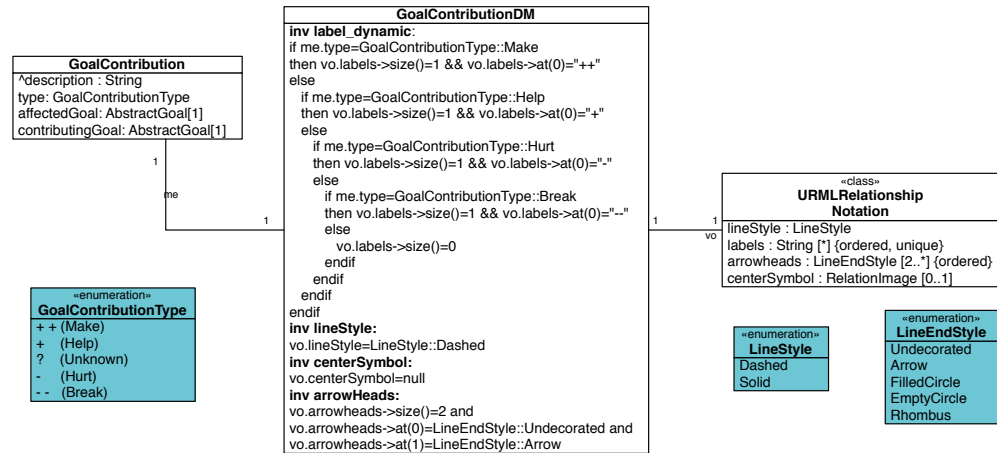 GoalContribution
^description : String
type: GoalContributionType
affectedGoal: AbstractGoal[1]
contributingGoal: AbstractGoal[1]
1
me
1
GoalContributionDM
inv label_dynamic:
if me.type=GoalContributionType::Make
then vo.labels->size()=1 && vo.labels->at(0)="++"
else
if me.type=GoalContributionType::Help
then vo.labels->size()=1 && vo.labels->at(0)="+"
else
if me.type=GoalContributionType::Hurt
then vo.labels->size()=1 && vo.labels->at(0)="-"
else
if me.type=GoalContributionType::Break
then vo.labels->size()=1 && vo.labels->at(0)="--"
else
vo.labels->size()=0
endif
endif
endif
endif
inv lineStyle:
vo.lineStyle=LineStyle::Dashed
inv centerSymbol:
vo.centerSymbol=null
inv arrowHeads:
vo.arrowheads->size()=2 and
vo.arrowheads->at(0)=LineEndStyle::Undecorated and
vo.arrowheads->at(1)=LineEndStyle::Arrow
1
1
vo
«class»
URMLRelationship
Notation
lineStyle : LineStyle
labels : String [*] {ordered, unique}
arrowheads : LineEndStyle [2..*] {ordered}
centerSymbol : RelationImage [0..1]
«enumeration»
GoalContributionType
+ + (Make)
+ (Help)
? (Unknown)
- (Hurt)
- - (Break)
«enumeration»
LineStyle
Dashed
Solid
«enumeration»
LineEndStyle
Undecorated
Arrow
FilledCircle
EmptyCircle
Rhombus